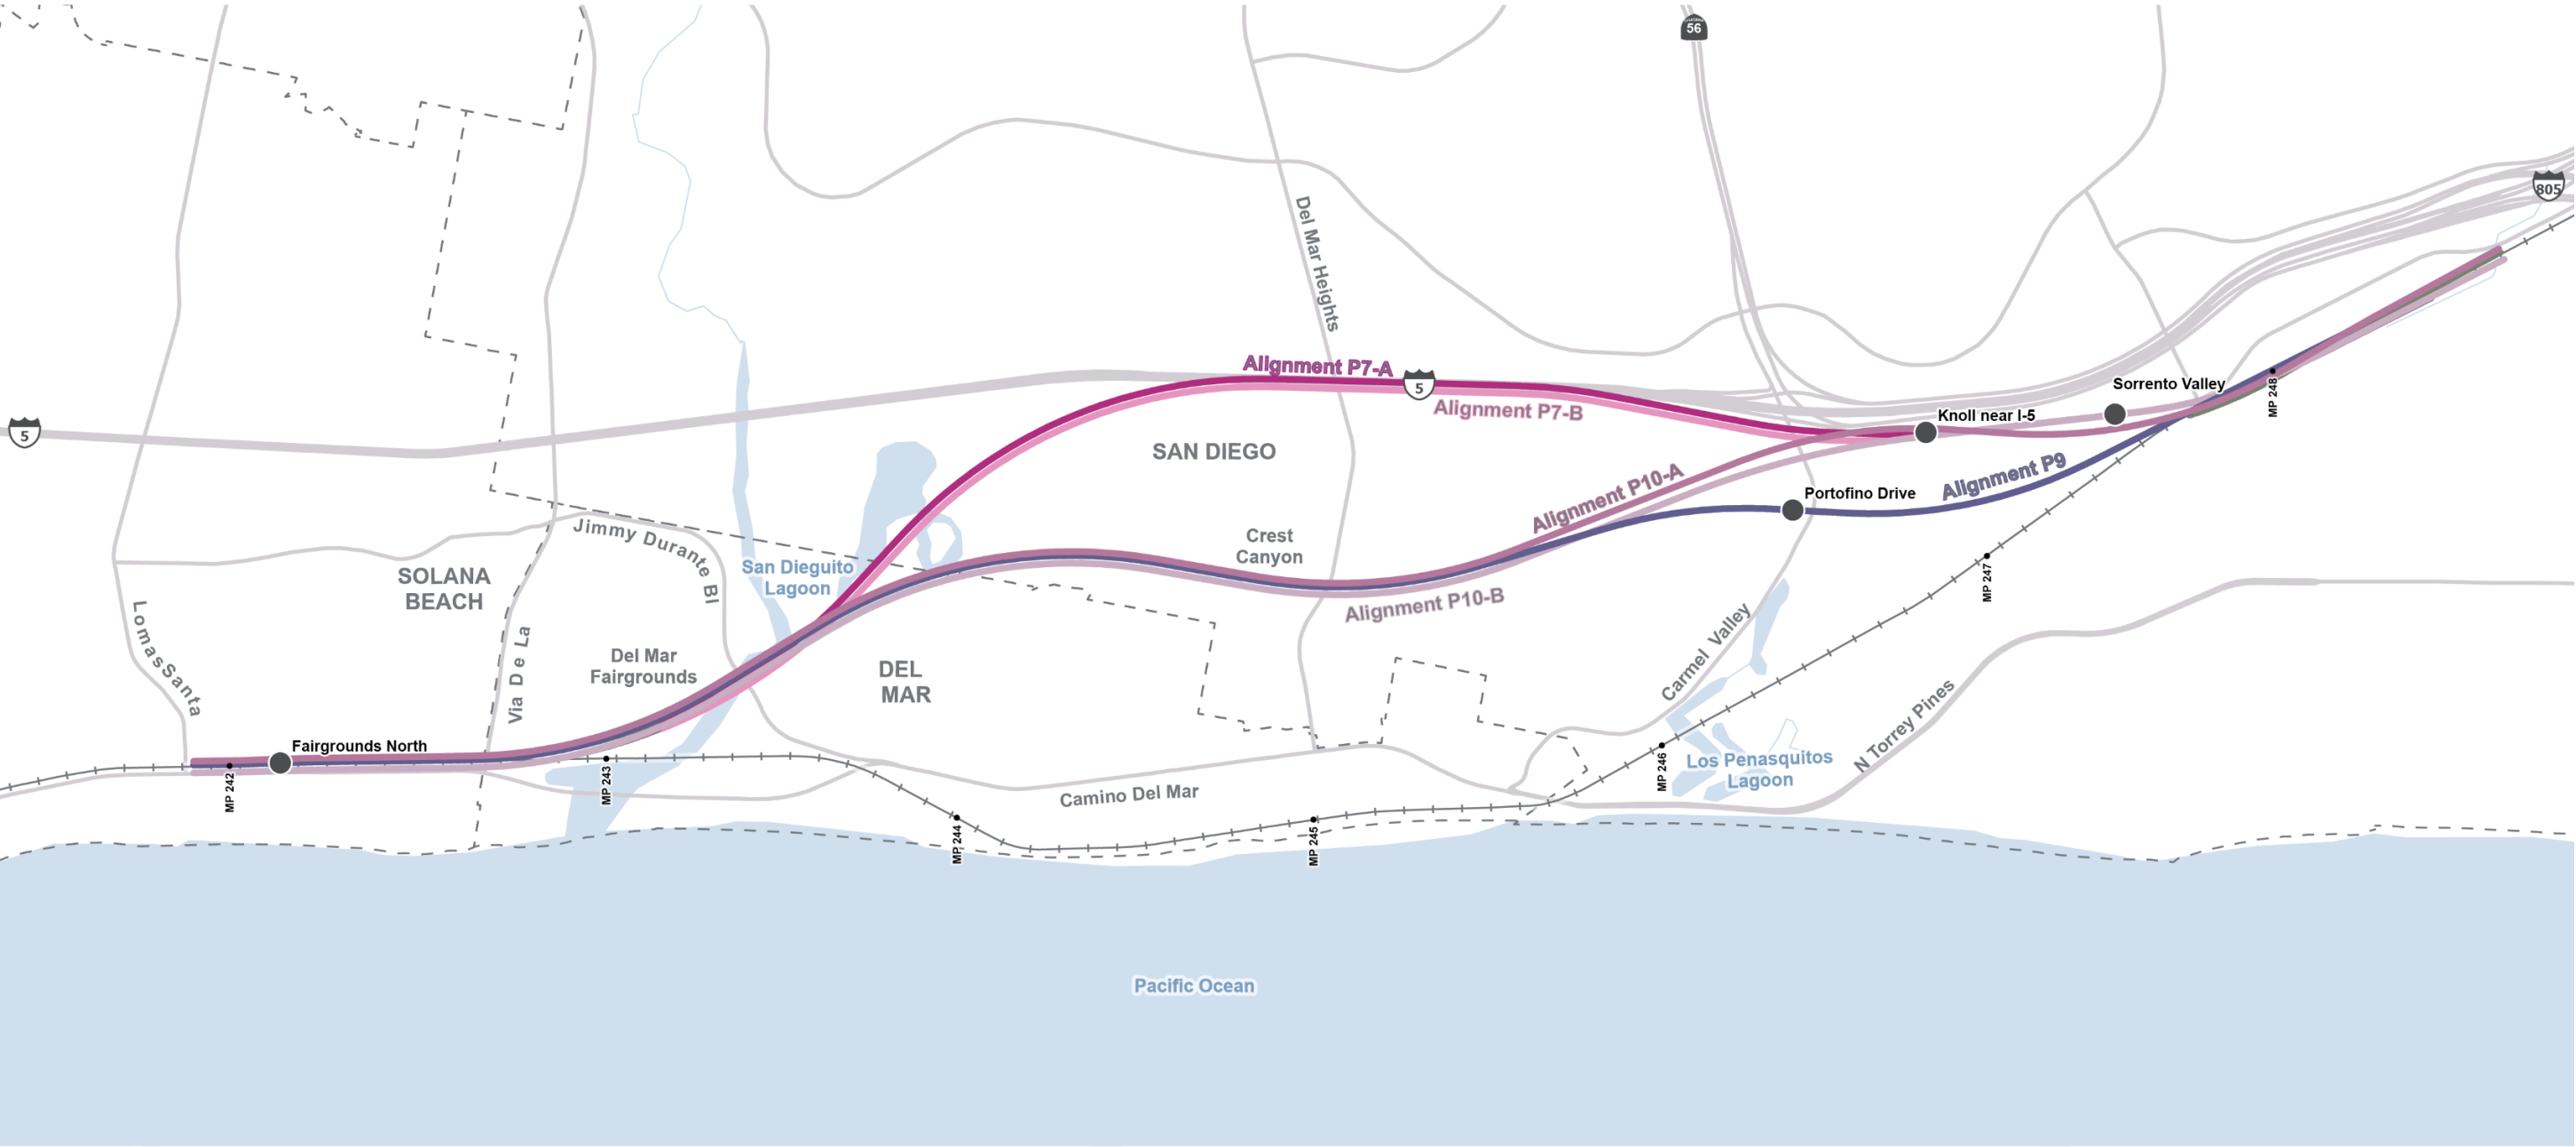 56
805
Del Mar Heights
Alignment P7-A
5
Alignment P7-B
Sorrento Valley
MP 248
Knoll near I-5
5
SAN DIEGO
Alignment P10-A
Alignment P9
Portofino Drive
Jimmy Durante Bl
Crest
Canyon
San Dieguito
Lagoon
SOLANA
BEACH
Alignment P10-B
MP 247
Lomas Santa
Via De La
Del Mar
Fairgrounds
DEL
MAR
Carmel Valley
N Torrey Pines
Fairgrounds North
MP 242
MP 243
MP 246
Los Penasquitos
Lagoon
Camino Del Mar
MP 244
MP 245
Pacific Ocean